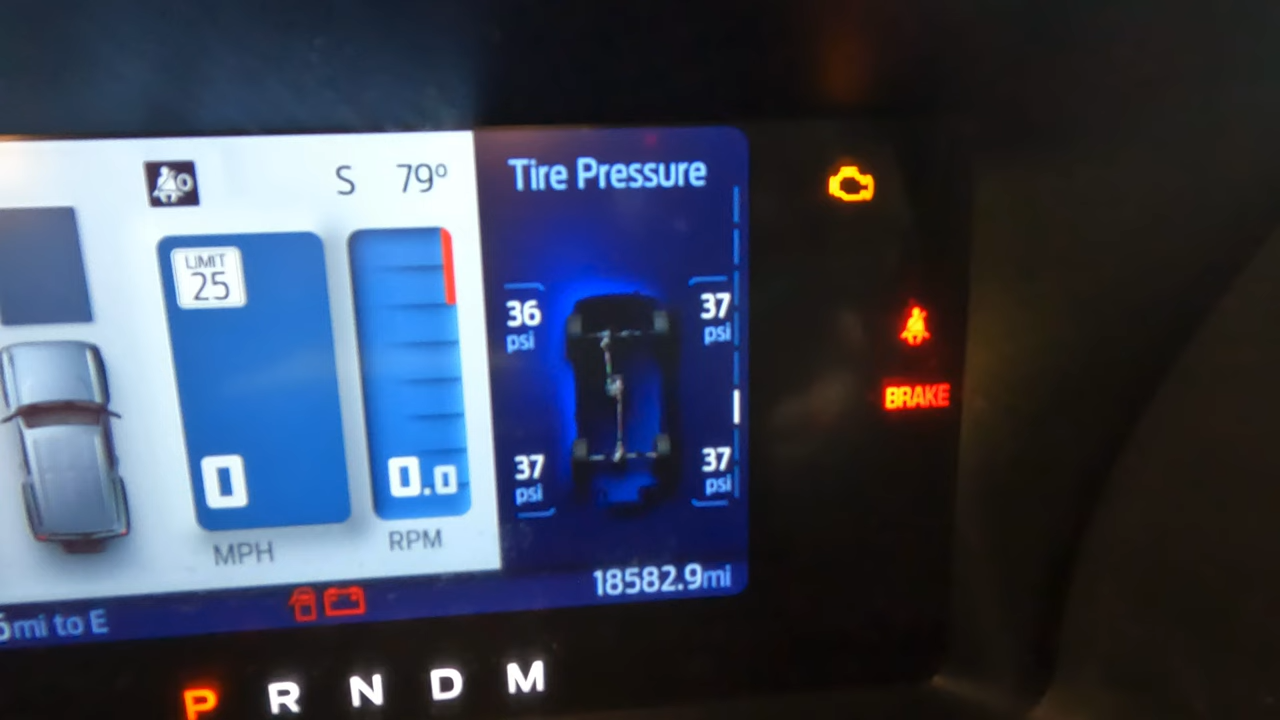 S 79º
Tire Pressure
LIMIT
25
36
psi
37
psi
BRAKE
0
0.0
37
psi
37
psi
MPH
RPM
18582.9mi
mi to E
P R N D M